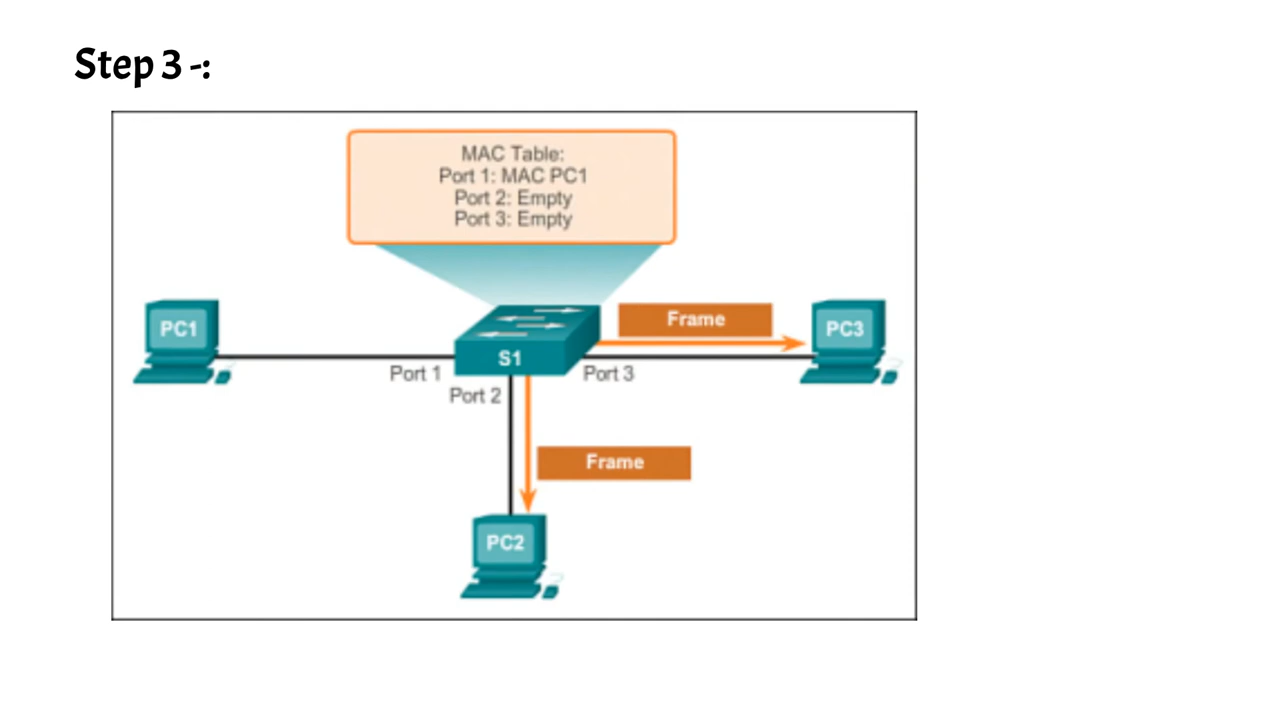 Step 3 -:
MAC Table:
Port 1: MAC PC1
Port 2: Empty
Port 3: Empty
Frame
PC1
PC3
S1
Port 1
Port 3
Port 2
Frame
PC2